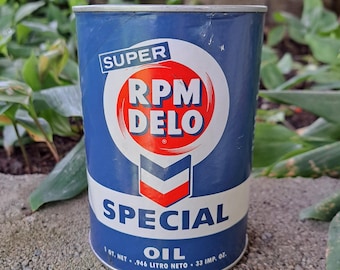 SUPER
RPM
DELO
®
SPECIAL
OIL
1 QT. NET • .946 LITRO NETO • 33 IMP. OZ.